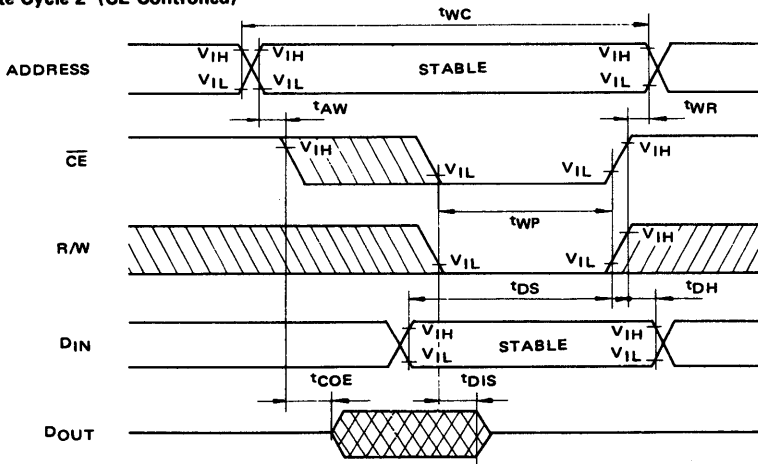 te Cycle 2 (CE Controlled)
tWC
ADDRESS
VIH VIH STABLE VIH
VIL VIL VIL
tAW tWR
CE
VIH VIL VIL VIH
tWP
R/W
VIL VIL VIH
tDS tDH
DIN
VIH STABLE VIH
VIL VIL
tCOE tDIS
DOUT